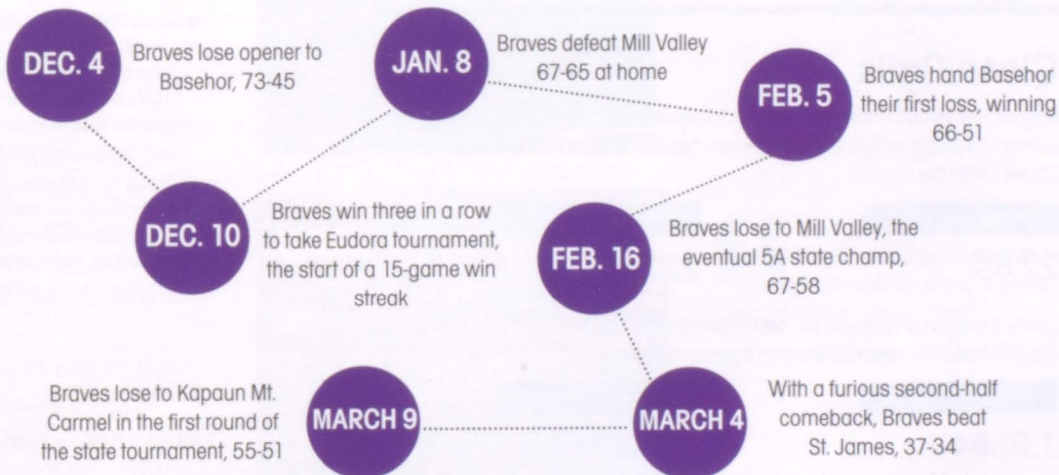 DEC. 4
Braves lose opener to
Basehor, 73-45
DEC. 10
Braves win three in a row
to take Eudora tournament,
the start of a 15-game win
streak
JAN. 8
Braves defeat Mill Valley
67-65 at home
FEB. 5
Braves hand Basehor
their first loss, winning
66-51
FEB. 16
Braves lose to Mill Valley, the
eventual 5A state champ,
67-58
MARCH 4
With a furious second-half
comeback, Braves beat
St. James, 37-34
MARCH 9
Braves lose to Kapaun Mt.
Carmel in the first round of
the state tournament, 55-51